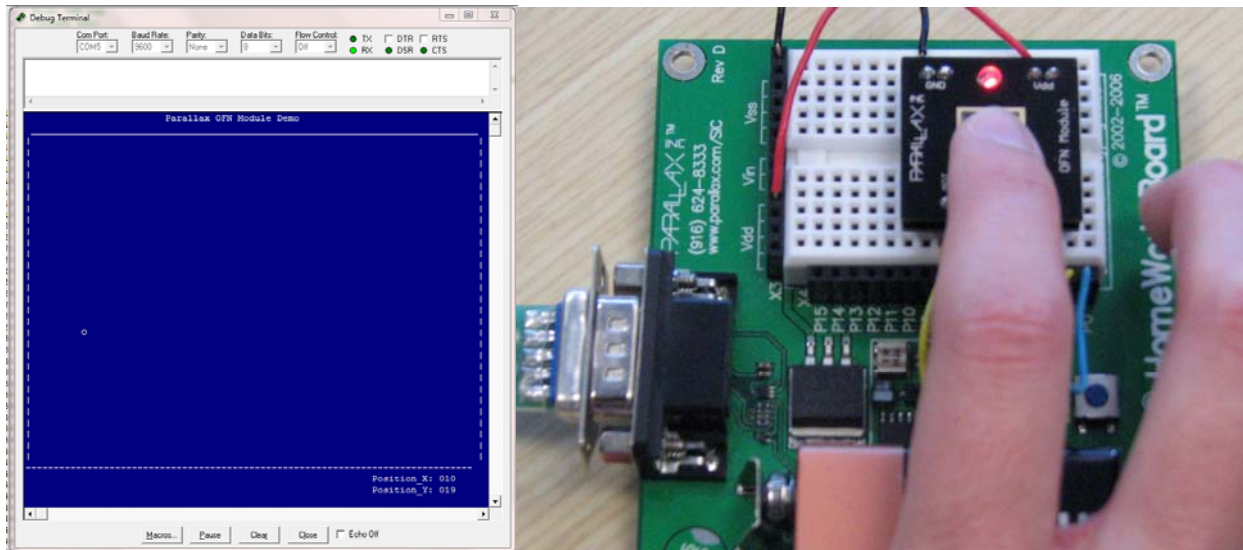 Debug Terminal
Com Port: Baud Rate: Parity: Data Bits: Flow Control: TX DTR RTS
COM5 9600 None 8 Off RX DSR CTS
Parallax OFN Module Demo
Position_X: 010
Position_Y: 019
Macros... Pause Clear Close Echo Off
Rev D
Vss
Vin
Vdd
X3
PARALLAX™
(916) 624-8333
www.parallax.com/SC
X4
P15
P14
P13
P12
P11
P10
GND
Vdd
PARALLAX
OFN Module
© 2002-2006